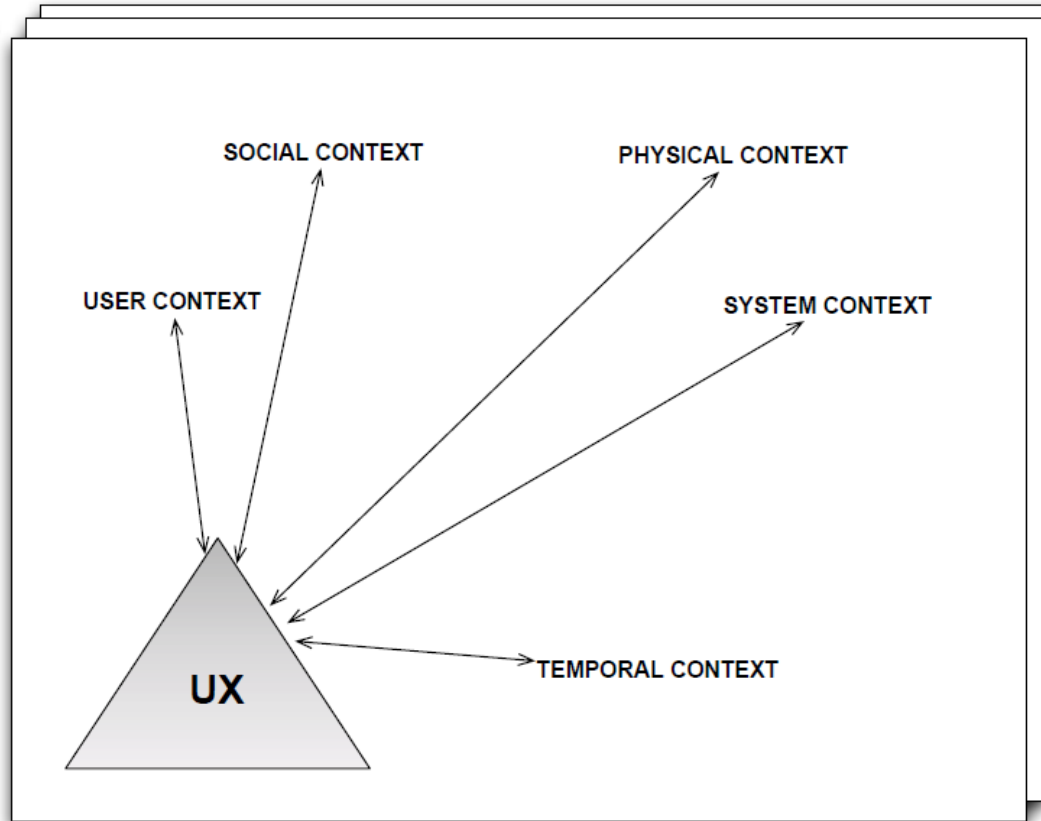 SOCIAL CONTEXT
PHYSICAL CONTEXT
USER CONTEXT
SYSTEM CONTEXT
TEMPORAL CONTEXT
UX